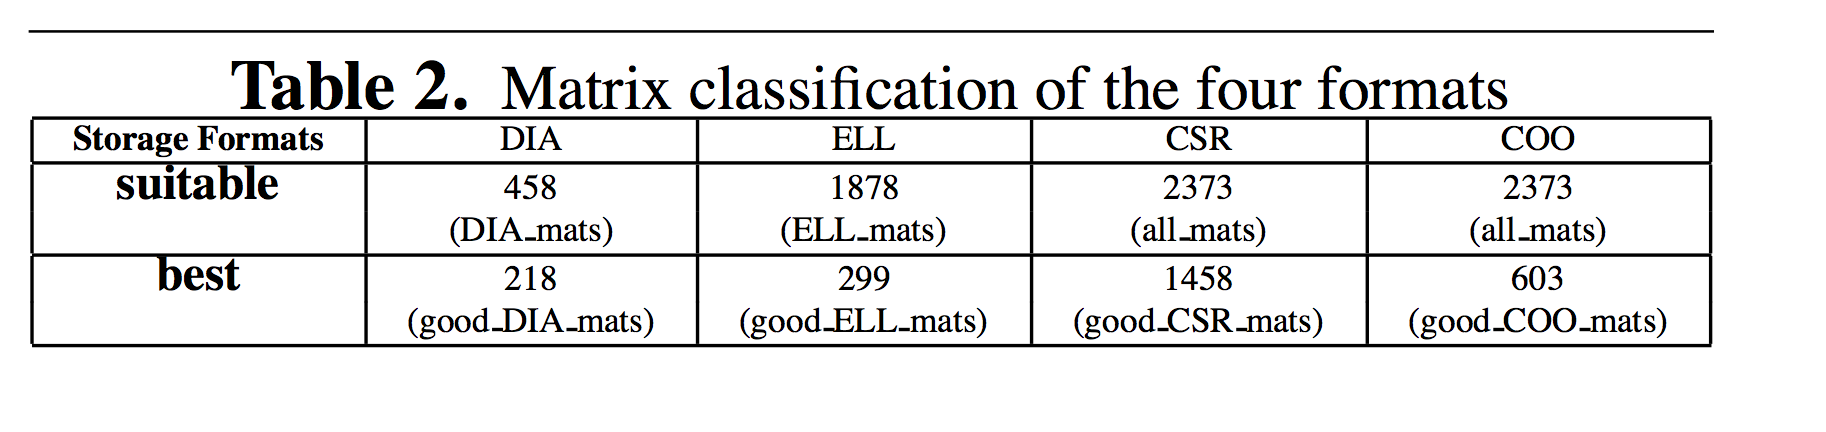 Table 2. Matrix classification of the four formats
Storage Formats DIA ELL CSR COO
suitable 458 1878 2373 2373
(DIA_mats) (ELL_mats) (all_mats) (all_mats)
best 218 299 1458 603
(good_DIA_mats) (good_ELL_mats) (good_CSR_mats) (good_COO_mats)